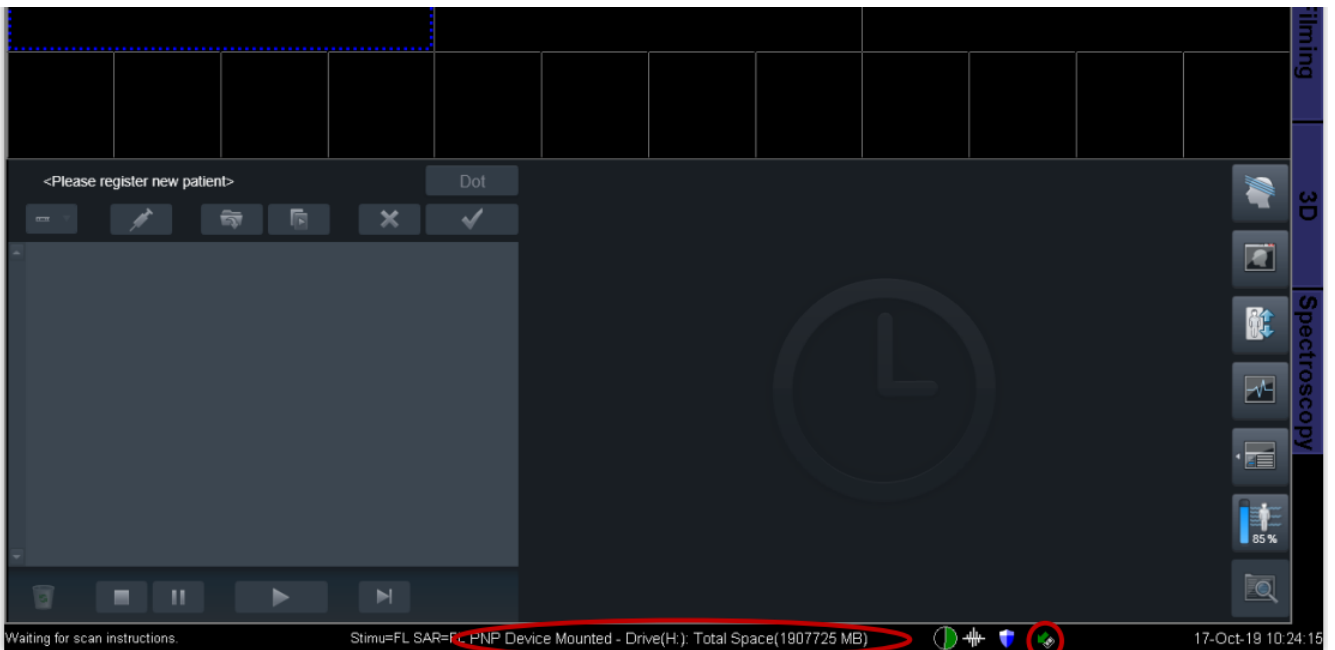 Filming
3D
Spectroscopy
<Please register new patient>
Dot
85 %
Waiting for scan instructions.
Stimu=FL SAR=FL PNP Device Mounted - Drive(H:): Total Space(1907725 MB)
17-Oct-19 10:24:15